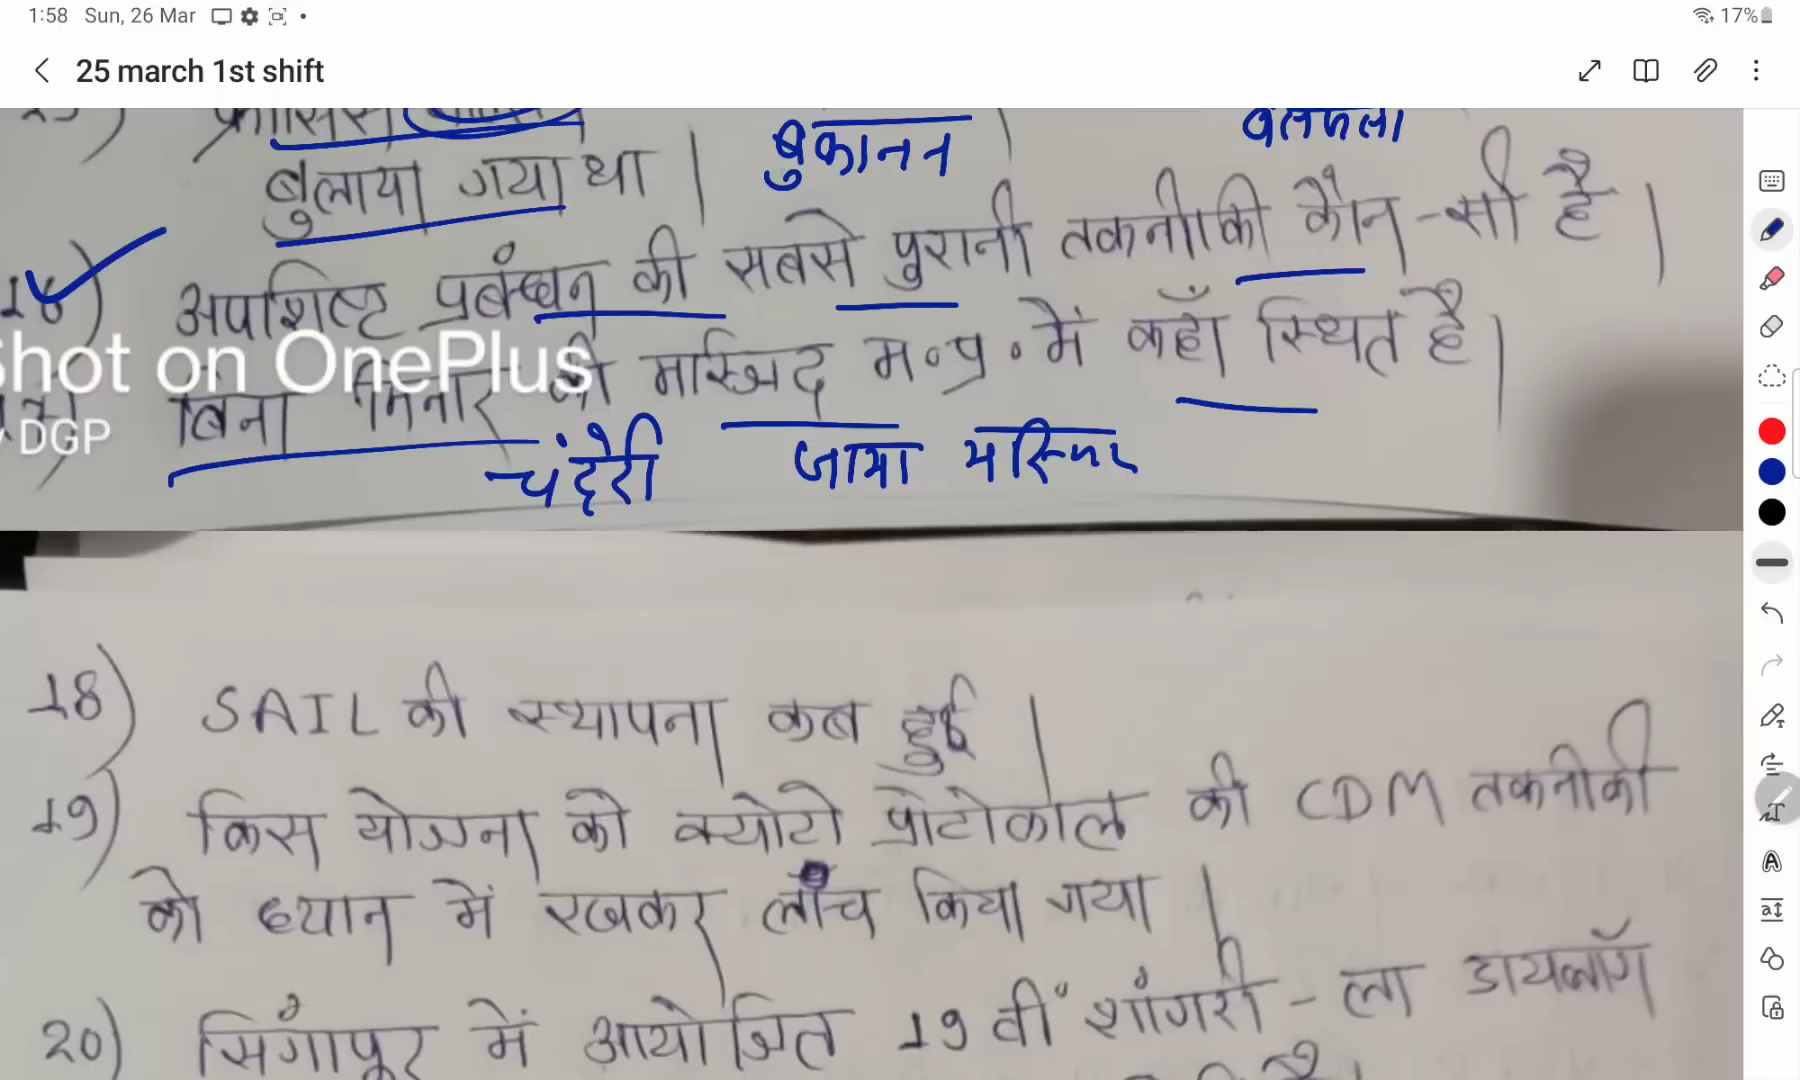 1:58 Sun, 26 Mar 17%
25 march 1st shift
फ्रांसिस
बुलाया गया था | बुकानन
16) अपशिष्ट प्रबंन्धन की सबसे पुरानी तकनीकि कौन-सी है |
Shot on OnePlus
बिना मिनार की मस्जिद म॰प्र॰ में कहाँ स्थित है |
DGP
चंदेरी जामा मस्जिद
18) SAIL की स्थापना कब हुई |
19) किस योजना को क्योटो प्रोटोकाल की CDM तकनीकी
को ध्यान में रखकर लॉंच किया गया |
20) सिंगापूर में आयोजित 19 वीं शांगरी - ला डायलॉग